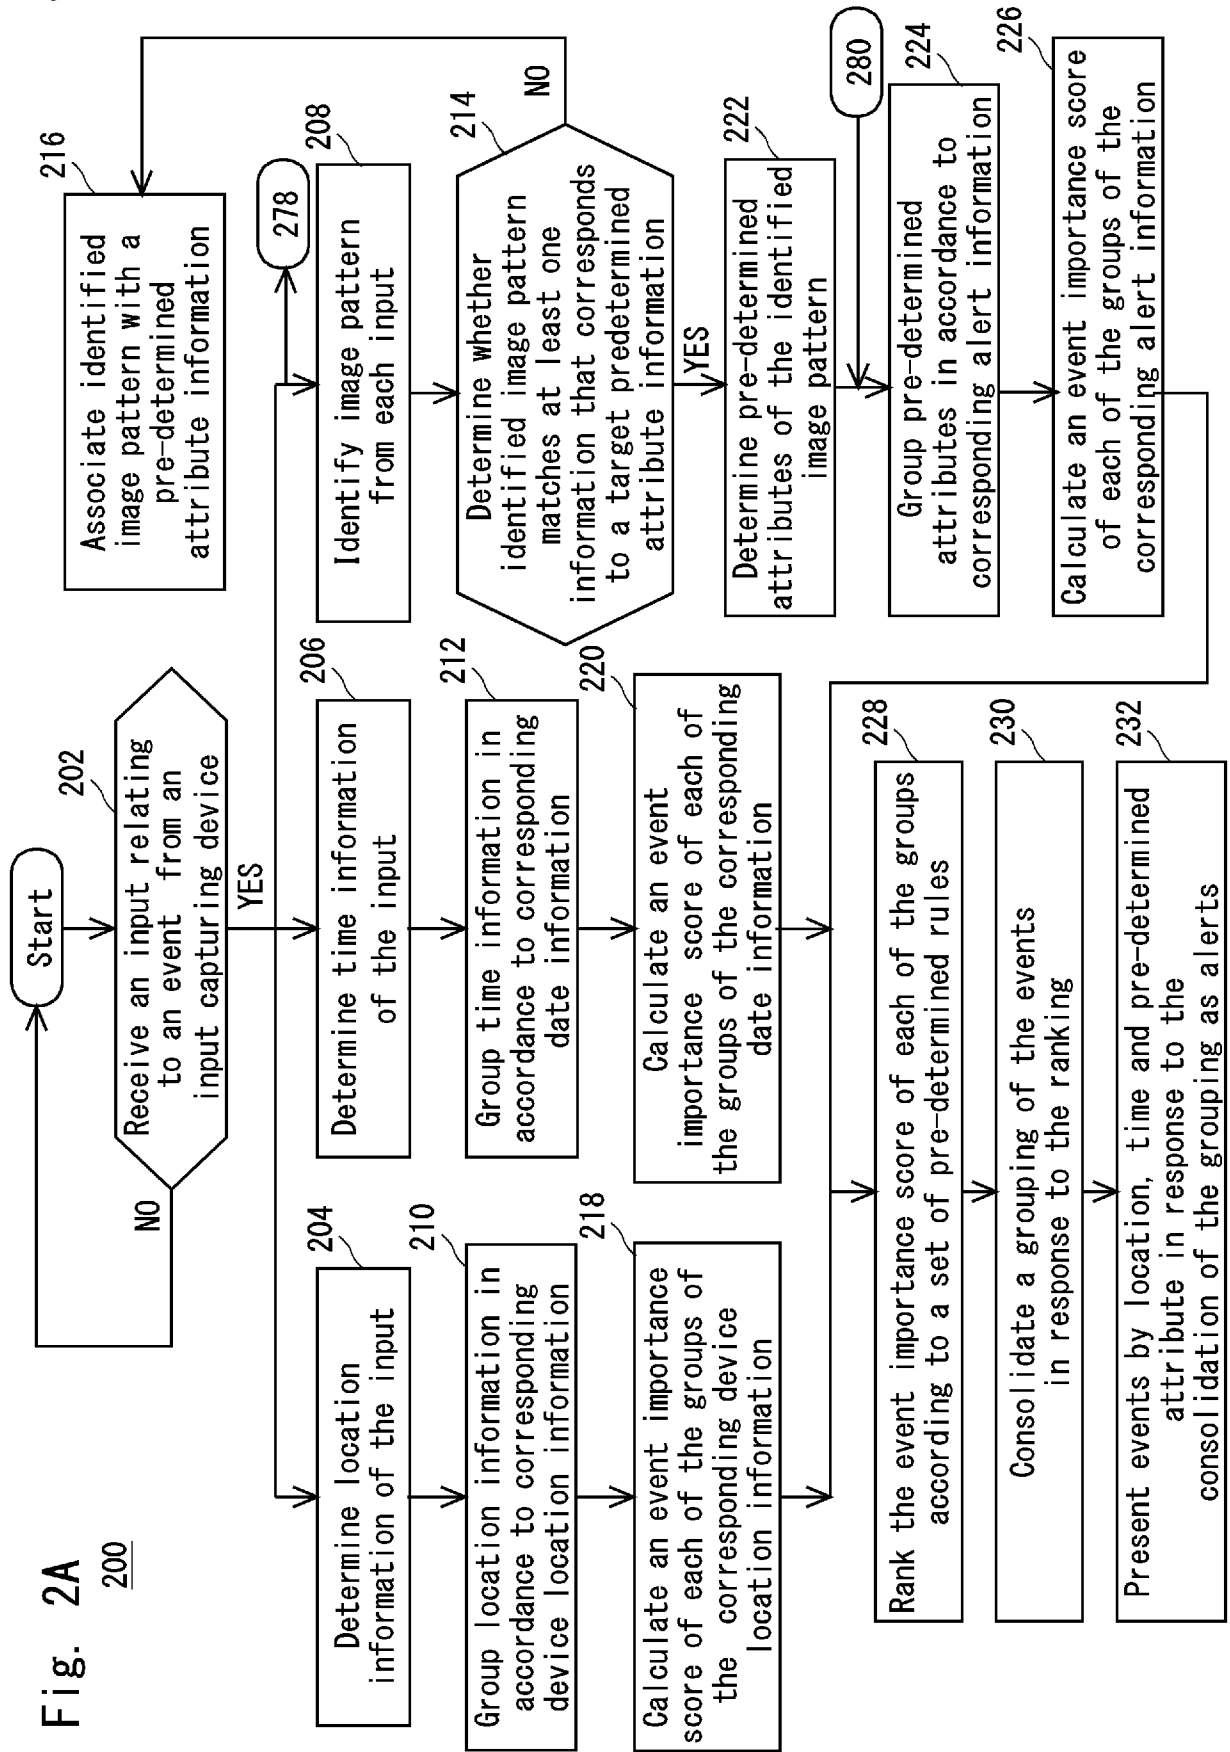 Fig. 2A
200
Start
202
Receive an input relating
to an event from an
input capturing device
NO
YES
204
Determine location
information of the input
206
Determine time information
of the input
278
208
Identify image pattern
from each input
210
Group location information in
accordance to corresponding
device location information
212
Group time information in
accordance to corresponding
date information
214
Determine whether
identified image pattern
matches at least one
information that corresponds
to a target predetermined
attribute information
NO
YES
216
Associate identified
image pattern with a
pre-determined
attribute information
218
Calculate an event importance
score of each of the groups of
the corresponding device
location information
220
Calculate an event
importance score of each of
the groups of the corresponding
date information
222
Determine pre-determined
attributes of the identified
image pattern
280
224
Group pre-determined
attributes in accordance to
corresponding alert information
226
Calculate an event importance score
of each of the groups of the
corresponding alert information
228
Rank the event importance score of each of the groups
according to a set of pre-determined rules
230
Consolidate a grouping of the events
in response to the ranking
232
Present events by location, time and pre-determined
attribute in response to the
consolidation of the grouping as alerts